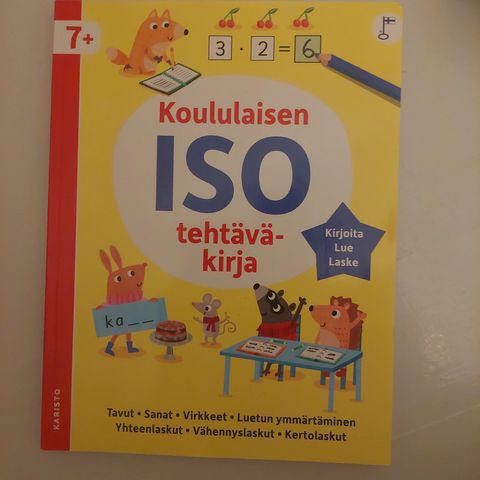 7+
3 · 2 = 6
Koululaisen
ISO
tehtävä-
kirja
Kirjoita
Lue
Laske
ka_ _
Tavut • Sanat • Virkkeet • Luetun ymmärtäminen
Yhteenlaskut • Vähennyslaskut • Kertolaskut
KARISTO